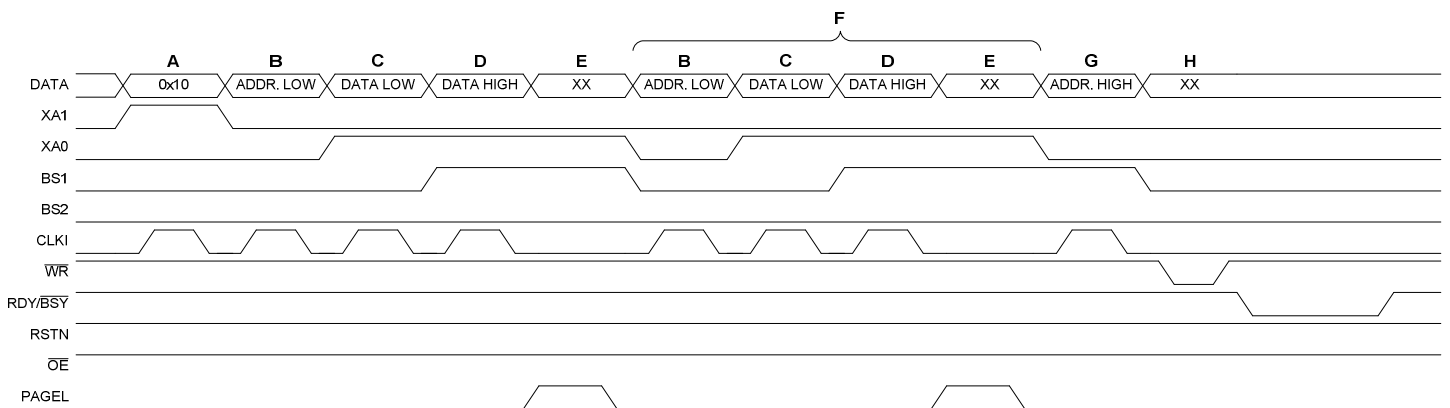 F
A B C D E B C D E G H
DATA 0x10 ADDR. LOW DATA LOW DATA HIGH XX ADDR. LOW DATA LOW DATA HIGH XX ADDR. HIGH XX
XA1
XA0
BS1
BS2
CLKI
WR
RDY/BSY
RSTN
OE
PAGEL